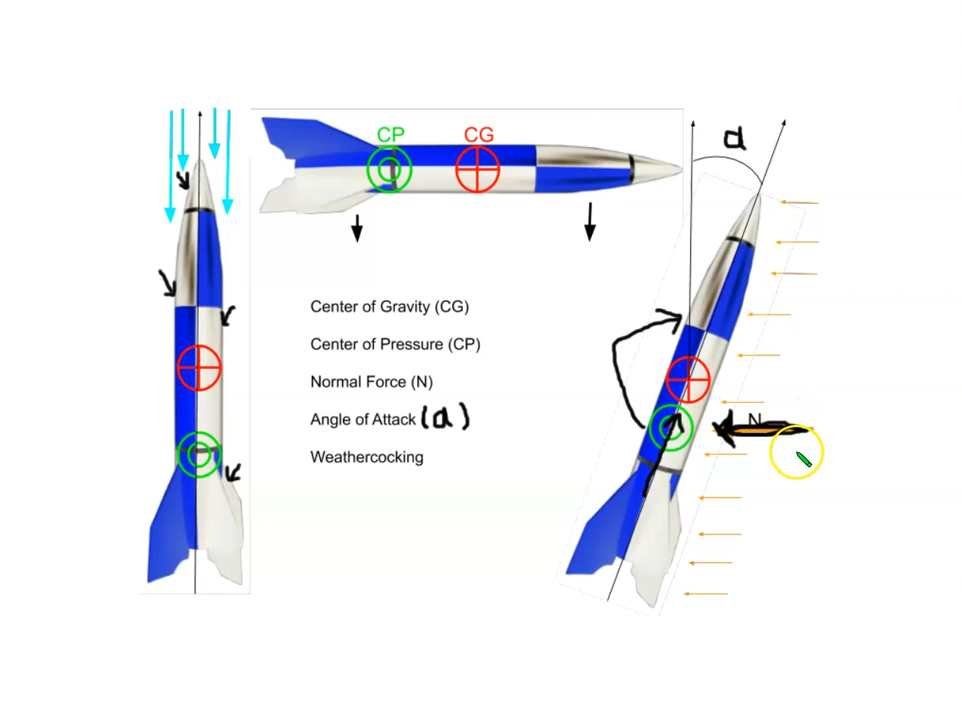 CP CG
a
Center of Gravity (CG)
Center of Pressure (CP)
Normal Force (N)
Angle of Attack (a)
Weathercocking
N